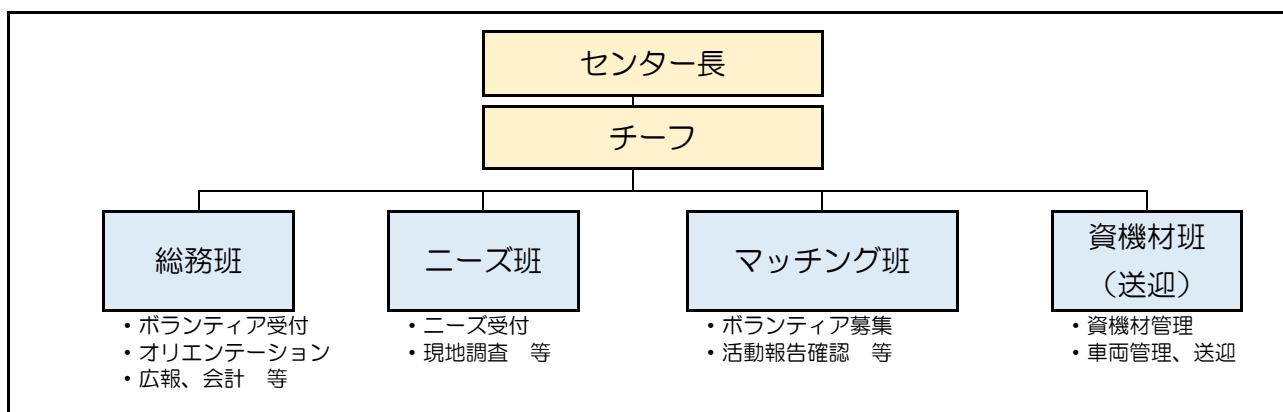 センター長
チーフ
総務班
・ボランティア受付
・オリエンテーション
・広報、会計　等
ニーズ班
・ニーズ受付
・現地調査　等
マッチング班
・ボランティア募集
・活動報告確認　等
資機材班
（送迎）
・資機材管理
・車両管理、送迎